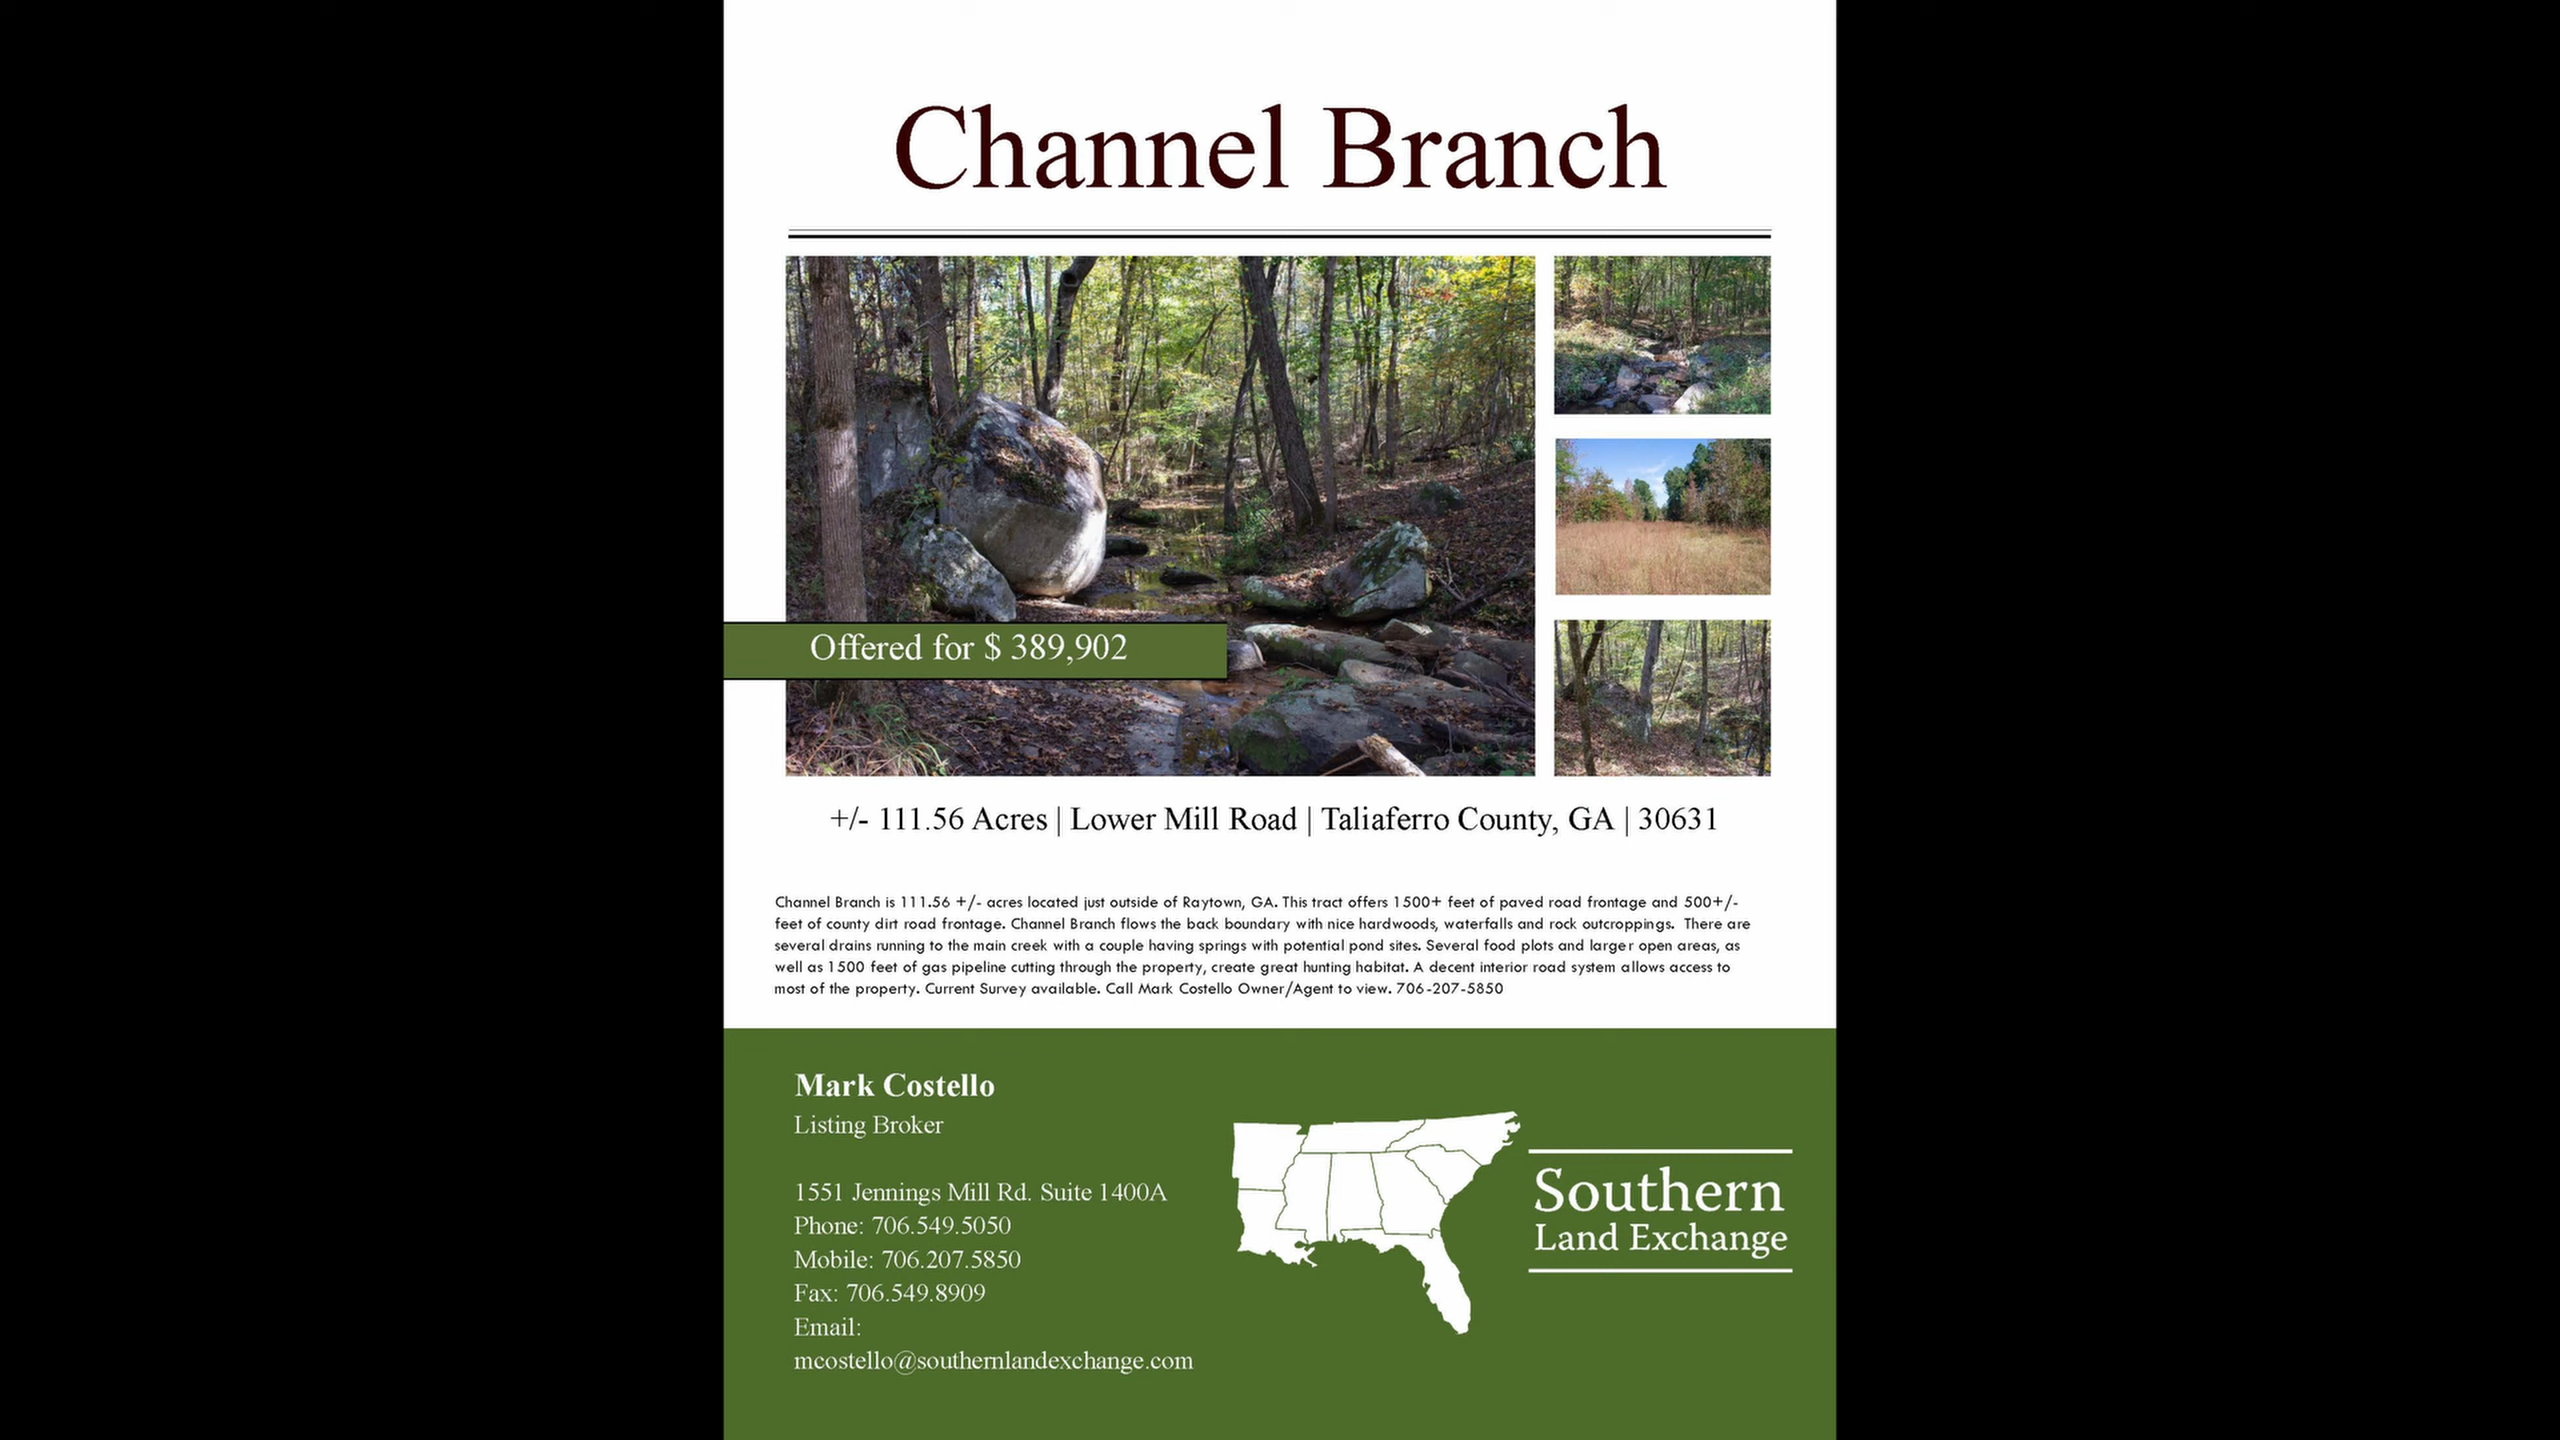 Channel Branch
Offered for $ 389,902
+/- 111.56 Acres | Lower Mill Road | Taliaferro County, GA | 30631
Channel Branch is 111.56 +/- acres located just outside of Raytown, GA. This tract offers 1500+ feet of paved road frontage and 500+/-
feet of county dirt road frontage. Channel Branch flows the back boundary with nice hardwoods, waterfalls and rock outcroppings.  There are
several drains running to the main creek with a couple having springs with potential pond sites. Several food plots and larger open areas, as
well as 1500 feet of gas pipeline cutting through the property, create great hunting habitat. A decent interior road system allows access to
most of the property. Current Survey available. Call Mark Costello Owner/Agent to view. 706-207-5850
Mark Costello
Listing Broker
1551 Jennings Mill Rd. Suite 1400A
Phone: 706.549.5050
Mobile: 706.207.5850
Fax: 706.549.8909
Email:
mcostello@southernlandexchange.com
Southern
Land Exchange